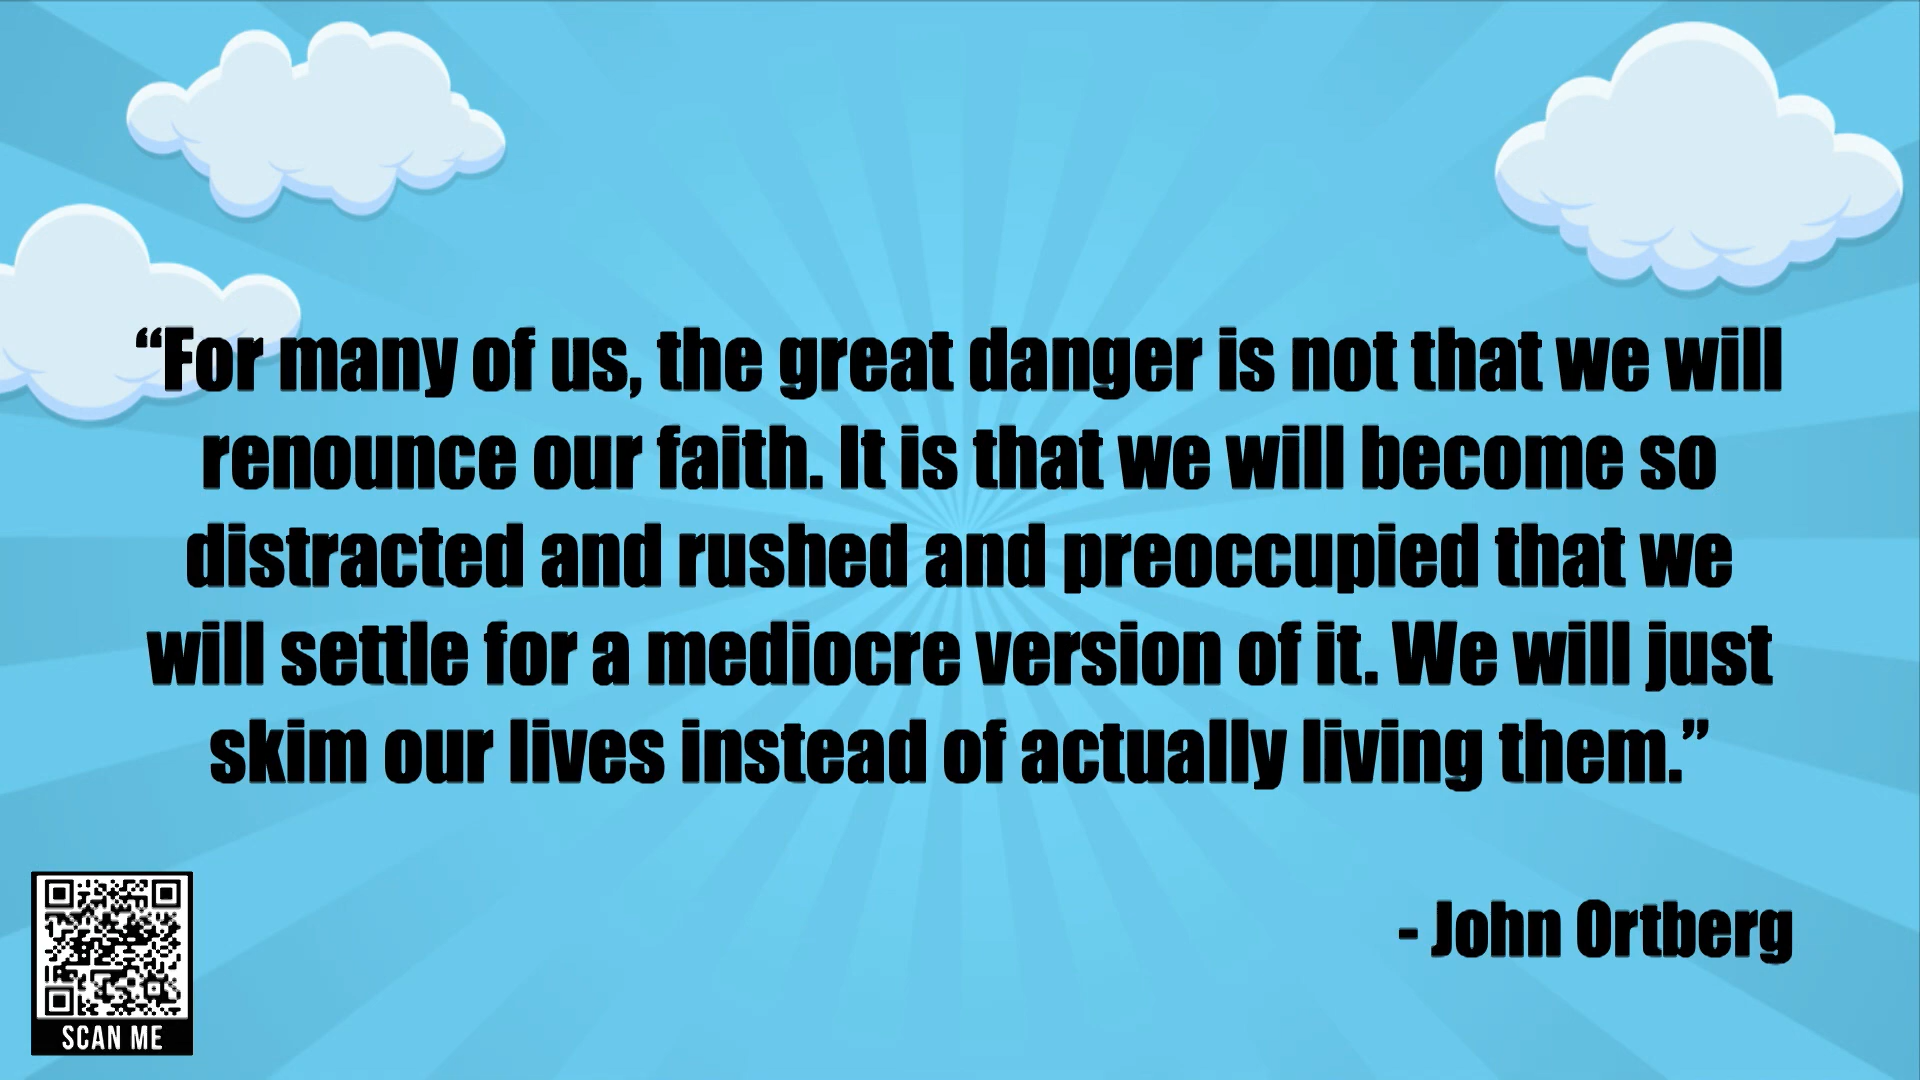 “For many of us, the great danger is not that we will
renounce our faith. It is that we will become so
distracted and rushed and preoccupied that we
will settle for a mediocre version of it. We will just
skim our lives instead of actually living them.”
- John Ortberg
SCAN ME